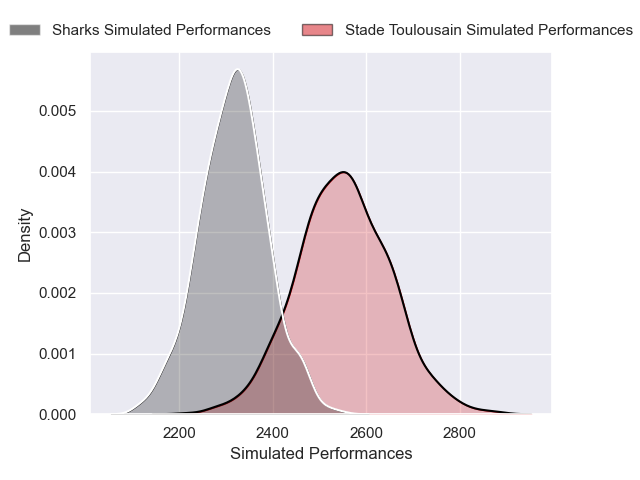 Sharks Simulated Performances
Stade Toulousain Simulated Performances
Density
0.005
0.004
0.003
0.002
0.001
0.000
2200
2400
2600
2800
Simulated Performances